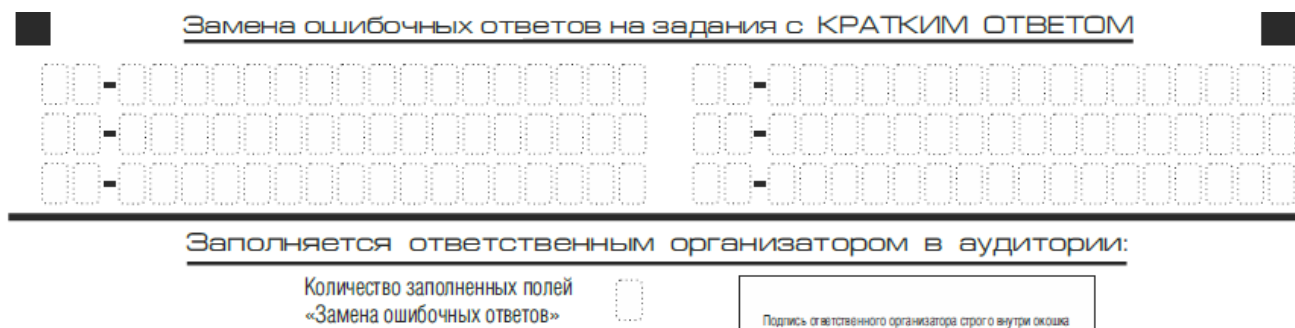 Замена ошибочных ответов на задания с КРАТКИМ ОТВЕТОМ
Заполняется ответственным организатором в аудитории:
Количество заполненных полей
«Замена ошибочных ответов»
Подпись ответственного организатора строго внутри окошка